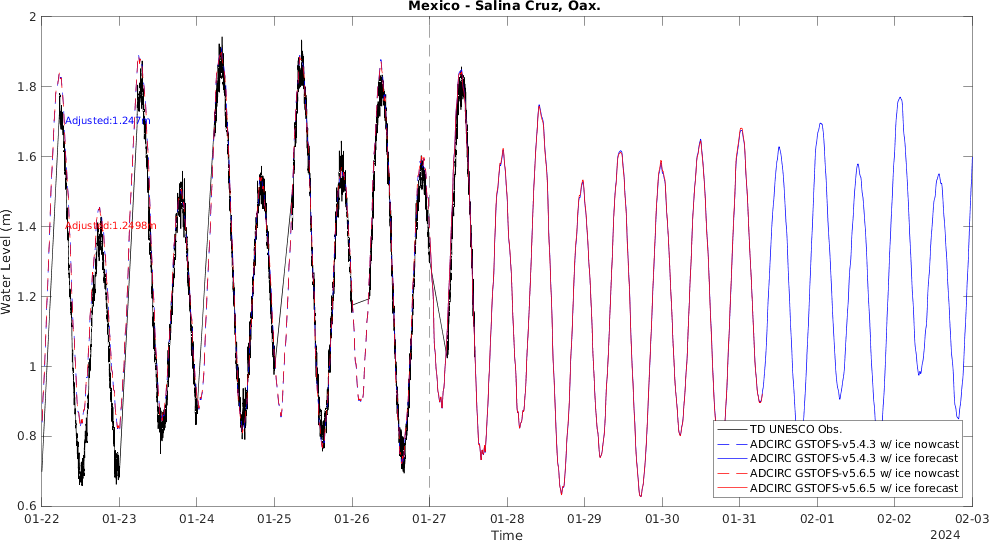 Mexico - Salina Cruz, Oax.
2
1.8
1.6
1.4
1.2
1
0.8
0.6
Water Level (m)
Adjusted:1.247m
Adjusted:1.2498m
TD UNESCO Obs.
ADCIRC GSTOFS-v5.4.3 w/ ice nowcast
ADCIRC GSTOFS-v5.4.3 w/ ice forecast
ADCIRC GSTOFS-v5.6.5 w/ ice nowcast
ADCIRC GSTOFS-v5.6.5 w/ ice forecast
01-22 01-23 01-24 01-25 01-26 01-27 01-28 01-29 01-30 01-31 02-01 02-02 02-03
Time
2024